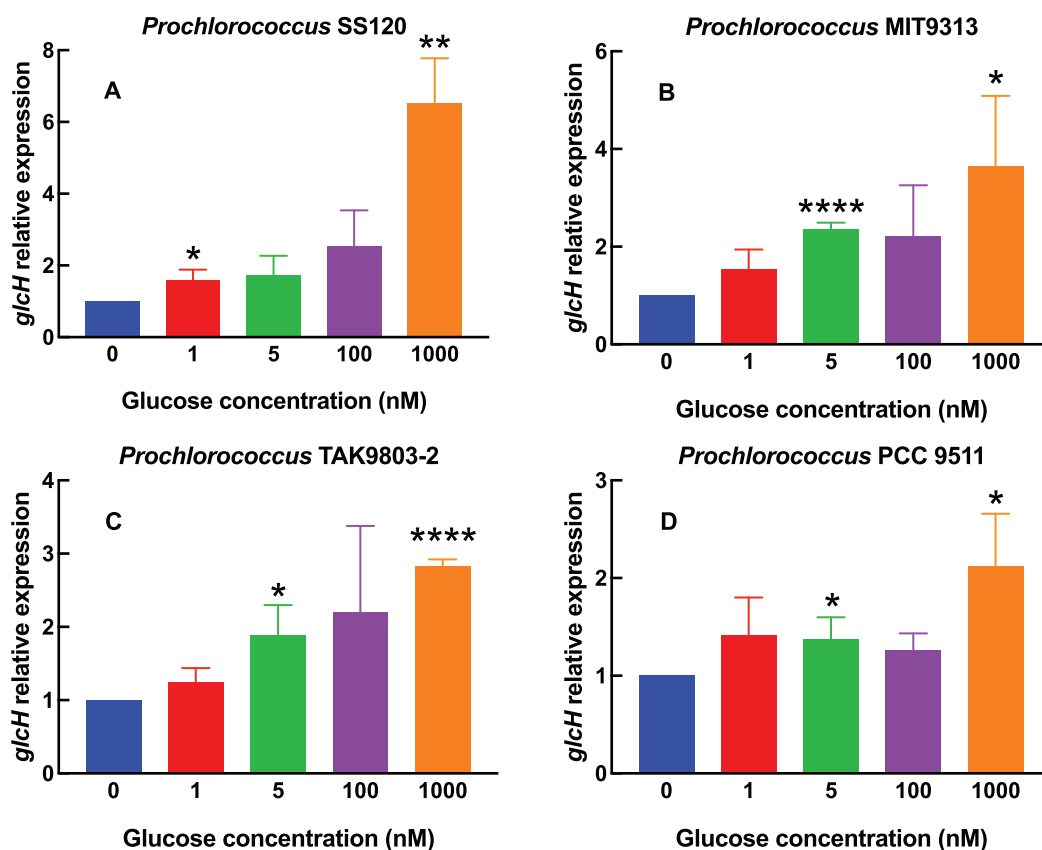 Prochlorococcus SS120
A
glcH relative expression
8
6
4
2
0
*
**
0 1 5 100 1000
Glucose concentration (nM)
Prochlorococcus MIT9313
B
glcH relative expression
6
4
2
0
****
*
0 1 5 100 1000
Glucose concentration (nM)
Prochlorococcus TAK9803-2
C
glcH relative expression
4
3
2
1
0
*
****
0 1 5 100 1000
Glucose concentration (nM)
Prochlorococcus PCC 9511
D
glcH relative expression
3
2
1
0
*
*
0 1 5 100 1000
Glucose concentration (nM)